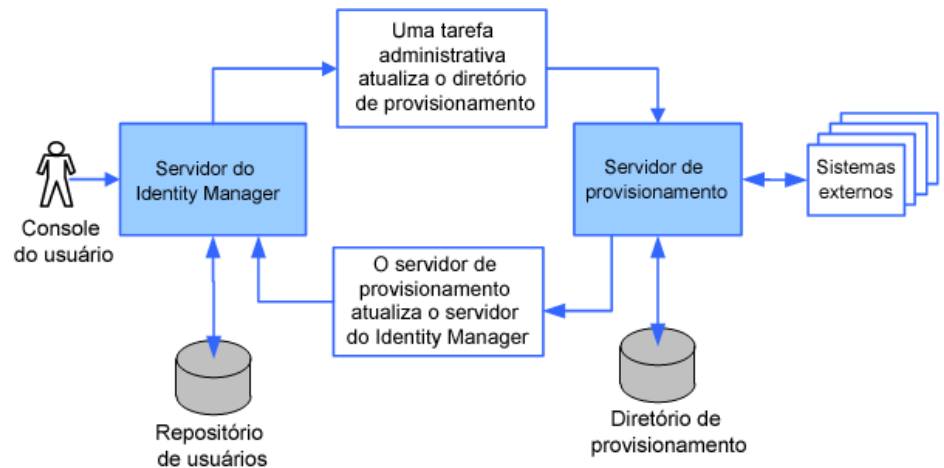 Uma tarefa
administrativa
atualiza o diretório
de provisionamento
Servidor do
Identity Manager
Servidor de
provisionamento
Sistemas
externos
Console
do usuário
O servidor de
provisionamento
atualiza o servidor
do Identity Manager
Repositório
de usuários
Diretório de
provisionamento